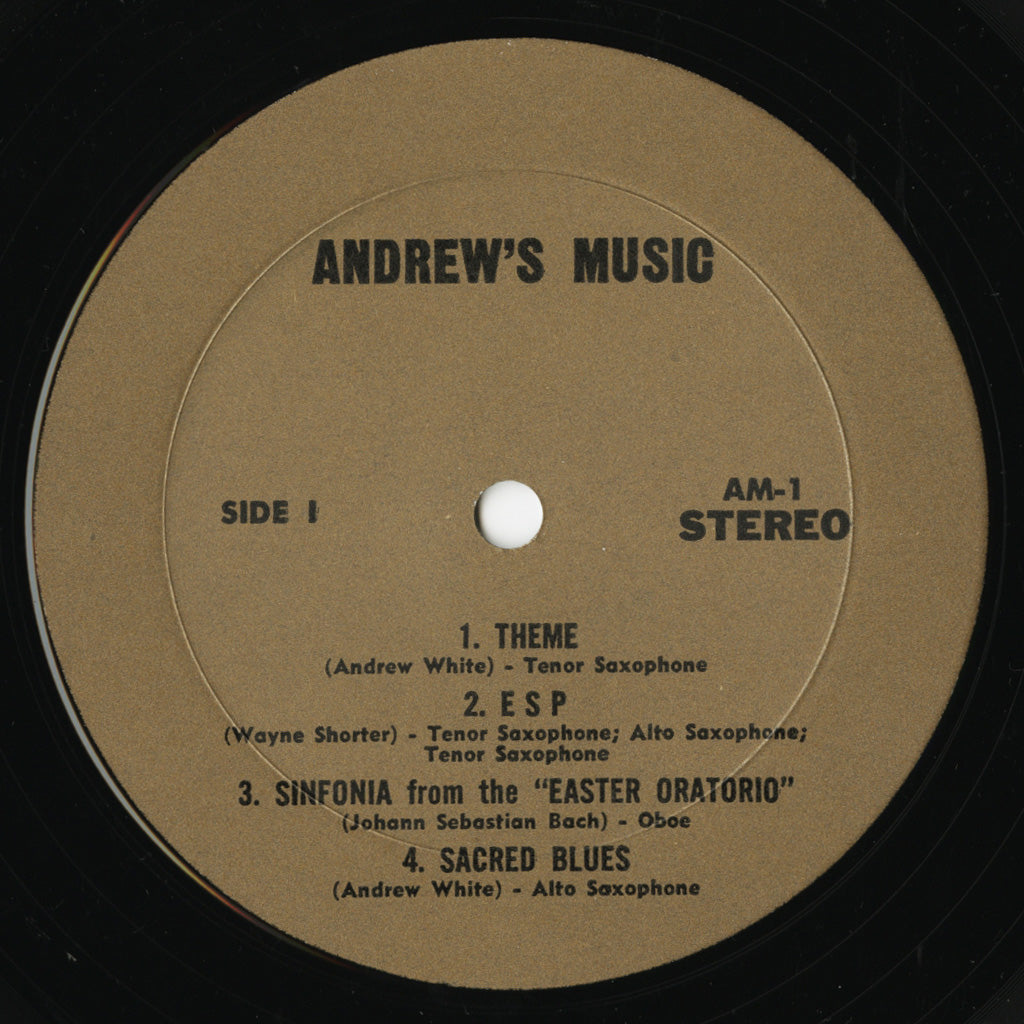 ANDREW'S MUSIC
SIDE 1
AM-1
STEREO
1. THEME
(Andrew White) - Tenor Saxophone
2. E S P
(Wayne Shorter) - Tenor Saxophone; Alto Saxophone;
Tenor Saxophone
3. SINFONIA from the "EASTER ORATORIO"
(Johann Sebastian Bach) - Oboe
4. SACRED BLUES
(Andrew White) - Alto Saxophone